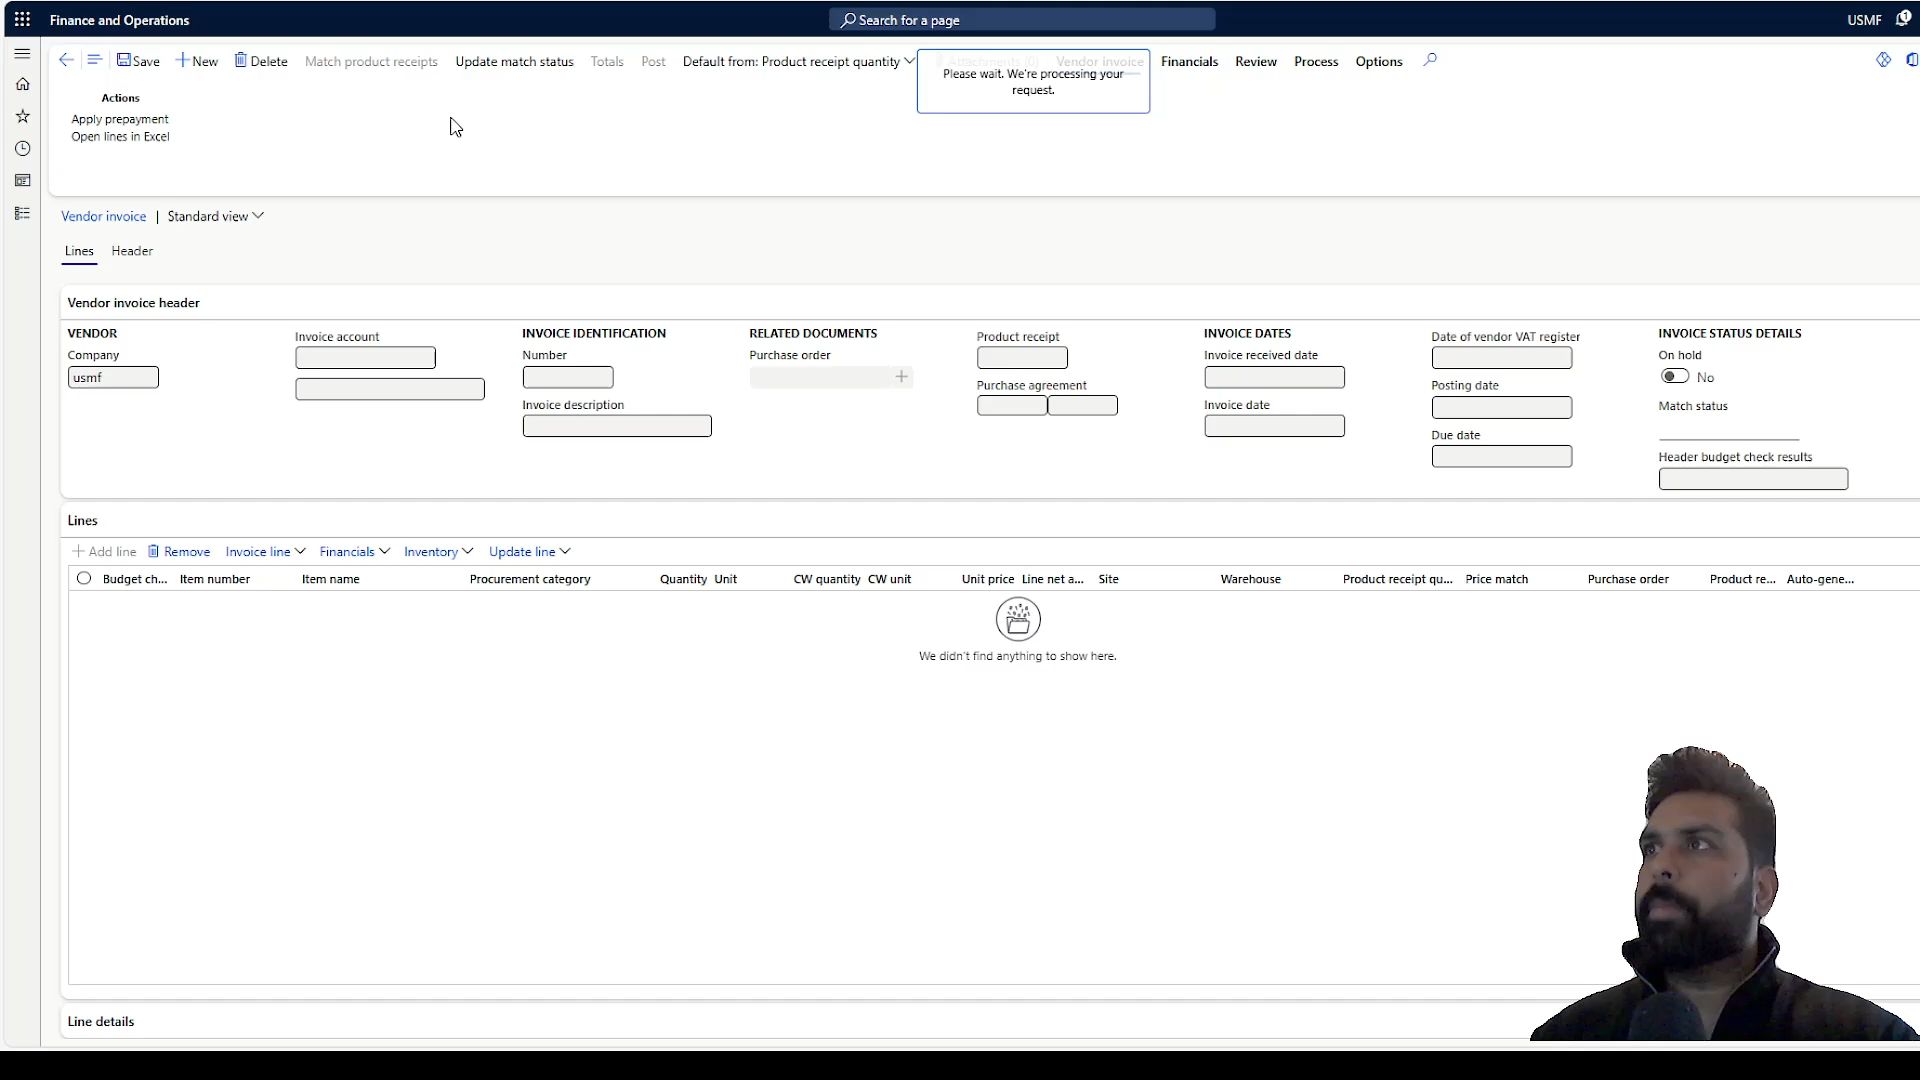 Finance and Operations
Search for a page
USMF
1
Save
New
Delete
Match product receipts
Update match status
Totals
Post
Default from: Product receipt quantity
Attachments (0)
Vendor invoice
Financials
Review
Process
Options
Please wait. We're processing your
request.
Actions
Apply prepayment
Open lines in Excel
Vendor invoice | Standard view
Lines
Header
Vendor invoice header
VENDOR
Company
usmf
Invoice account
INVOICE IDENTIFICATION
Number
Invoice description
RELATED DOCUMENTS
Purchase order
Product receipt
Purchase agreement
INVOICE DATES
Invoice received date
Invoice date
Date of vendor VAT register
Posting date
Due date
INVOICE STATUS DETAILS
On hold
No
Match status
Header budget check results
Lines
Add line
Remove
Invoice line
Financials
Inventory
Update line
Budget ch...
Item number
Item name
Procurement category
Quantity
Unit
CW quantity
CW unit
Unit price
Line net a...
Site
Warehouse
Product receipt qu...
Price match
Purchase order
Product re...
Auto-gene...
We didn't find anything to show here.
Line details